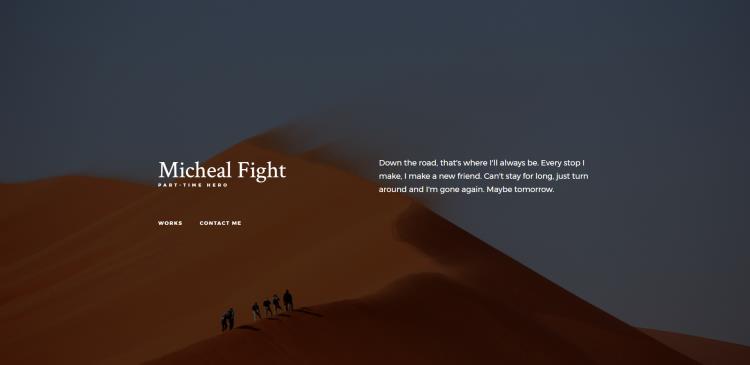 Micheal Fight
PART-TIME HERO
WORKS CONTACT ME
Down the road, that's where I'll always be. Every stop I
make, I make a new friend. Can't stay for long, just turn
around and I'm gone again. Maybe tomorrow.